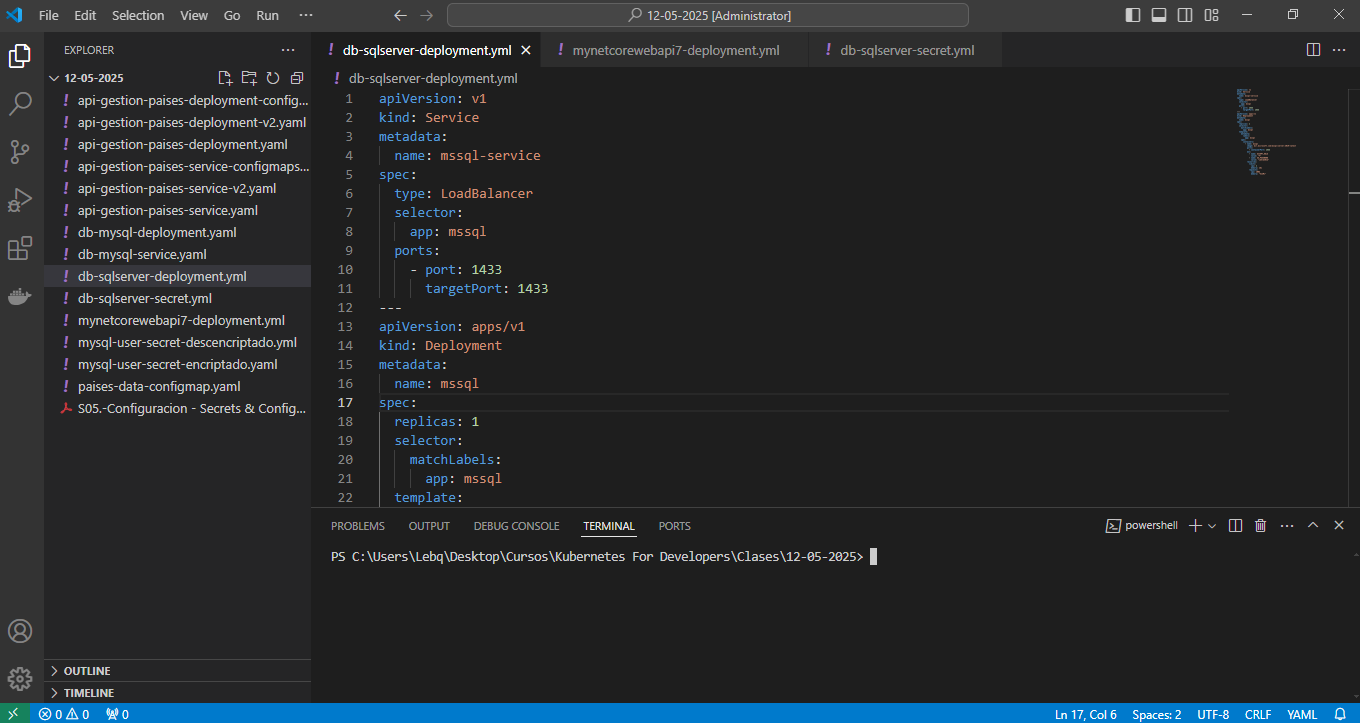 File Edit Selection View Go Run ··· 12-05-2025 [Administrator]
EXPLORER ···
12-05-2025
! api-gestion-paises-deployment-config...
! api-gestion-paises-deployment-v2.yaml
! api-gestion-paises-deployment.yaml
! api-gestion-paises-service-configmaps...
! api-gestion-paises-service-v2.yaml
! api-gestion-paises-service.yaml
! db-mysql-deployment.yaml
! db-mysql-service.yaml
! db-sqlserver-deployment.yml
! db-sqlserver-secret.yml
! mynetcorewebapi7-deployment.yml
! mysql-user-secret-descencriptado.yml
! mysql-user-secret-encriptado.yaml
! paises-data-configmap.yaml
S05.-Configuracion - Secrets & Config...
OUTLINE
TIMELINE
! db-sqlserver-deployment.yml ! mynetcorewebapi7-deployment.yml ! db-sqlserver-secret.yml
! db-sqlserver-deployment.yml
1 apiVersion: v1
2 kind: Service
3 metadata:
4 name: mssql-service
5 spec:
6 type: LoadBalancer
7 selector:
8 app: mssql
9 ports:
10 - port: 1433
11 targetPort: 1433
12 ---
13 apiVersion: apps/v1
14 kind: Deployment
15 metadata:
16 name: mssql
17 spec:
18 replicas: 1
19 selector:
20 matchLabels:
21 app: mssql
22 template:
PROBLEMS OUTPUT DEBUG CONSOLE TERMINAL PORTS powershell
PS C:\Users\Lebq\Desktop\Cursos\Kubernetes For Developers\Clases\12-05-2025>
0 0 0 Ln 17, Col 6 Spaces: 2 UTF-8 CRLF YAML